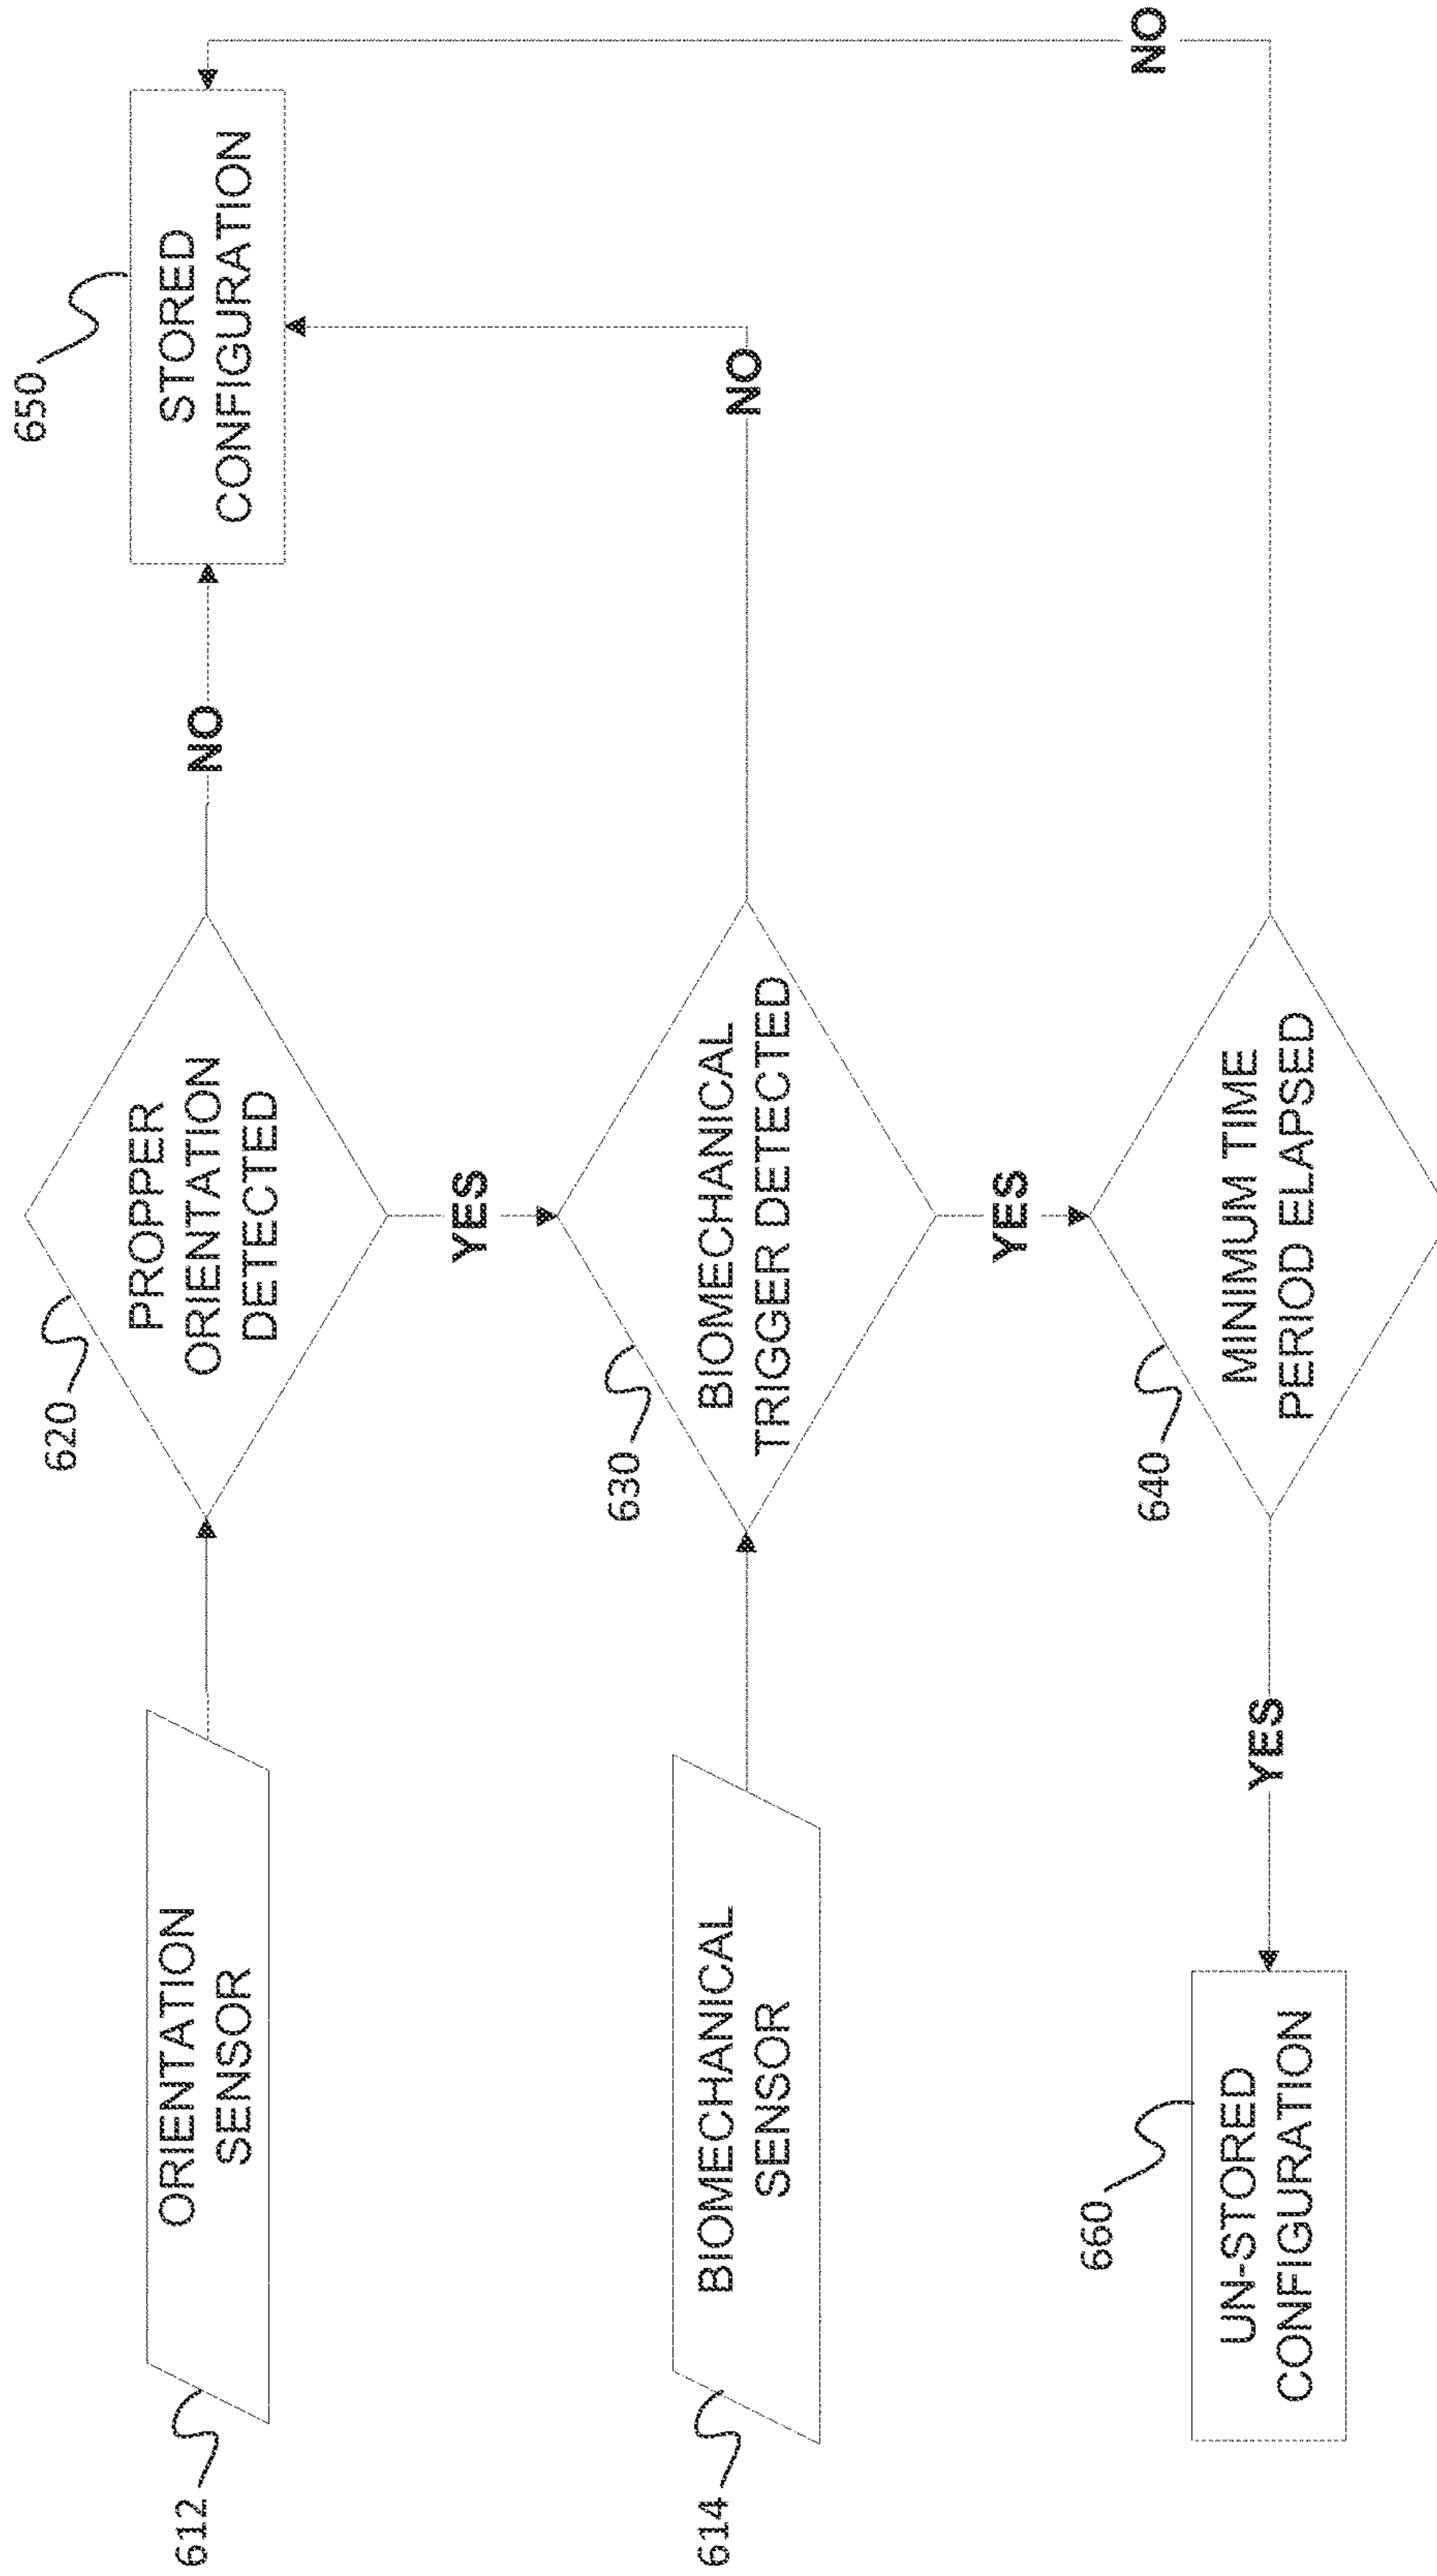 612
ORIENTATION
SENSOR
620
PROPPER
ORIENTATION
DETECTED
NO
650
STORED
CONFIGURATION
YES
614
BIOMECHANICAL
SENSOR
630
BIOMECHANICAL
TRIGGER DETECTED
NO
YES
660
UN-STORED
CONFIGURATION
YES
640
MINIMUM TIME
PERIOD ELAPSED
NO